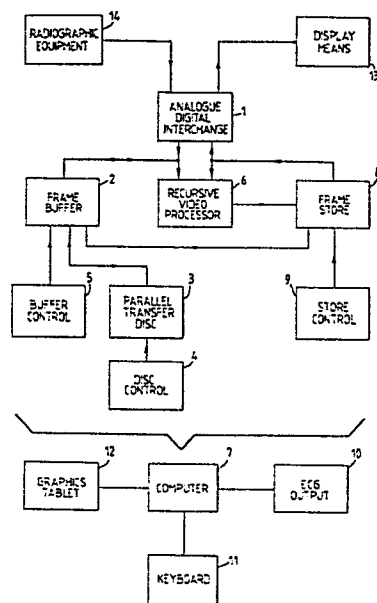 14
RADIOGRAPHIC
EQUIPMENT
DISPLAY
MEANS
13
ANALOGUE
DIGITAL
INTERCHANGE
1
2
FRAME
BUFFER
6
RECURSIVE
VIDEO
PROCESSOR
FRAME
STORE
5
BUFFER
CONTROL
3
PARALLEL
TRANSFER
DISC
9
STORE
CONTROL
4
DISC
CONTROL
12
GRAPHICS
TABLET
7
COMPUTER
10
ECG
OUTPUT
11
KEYBOARD